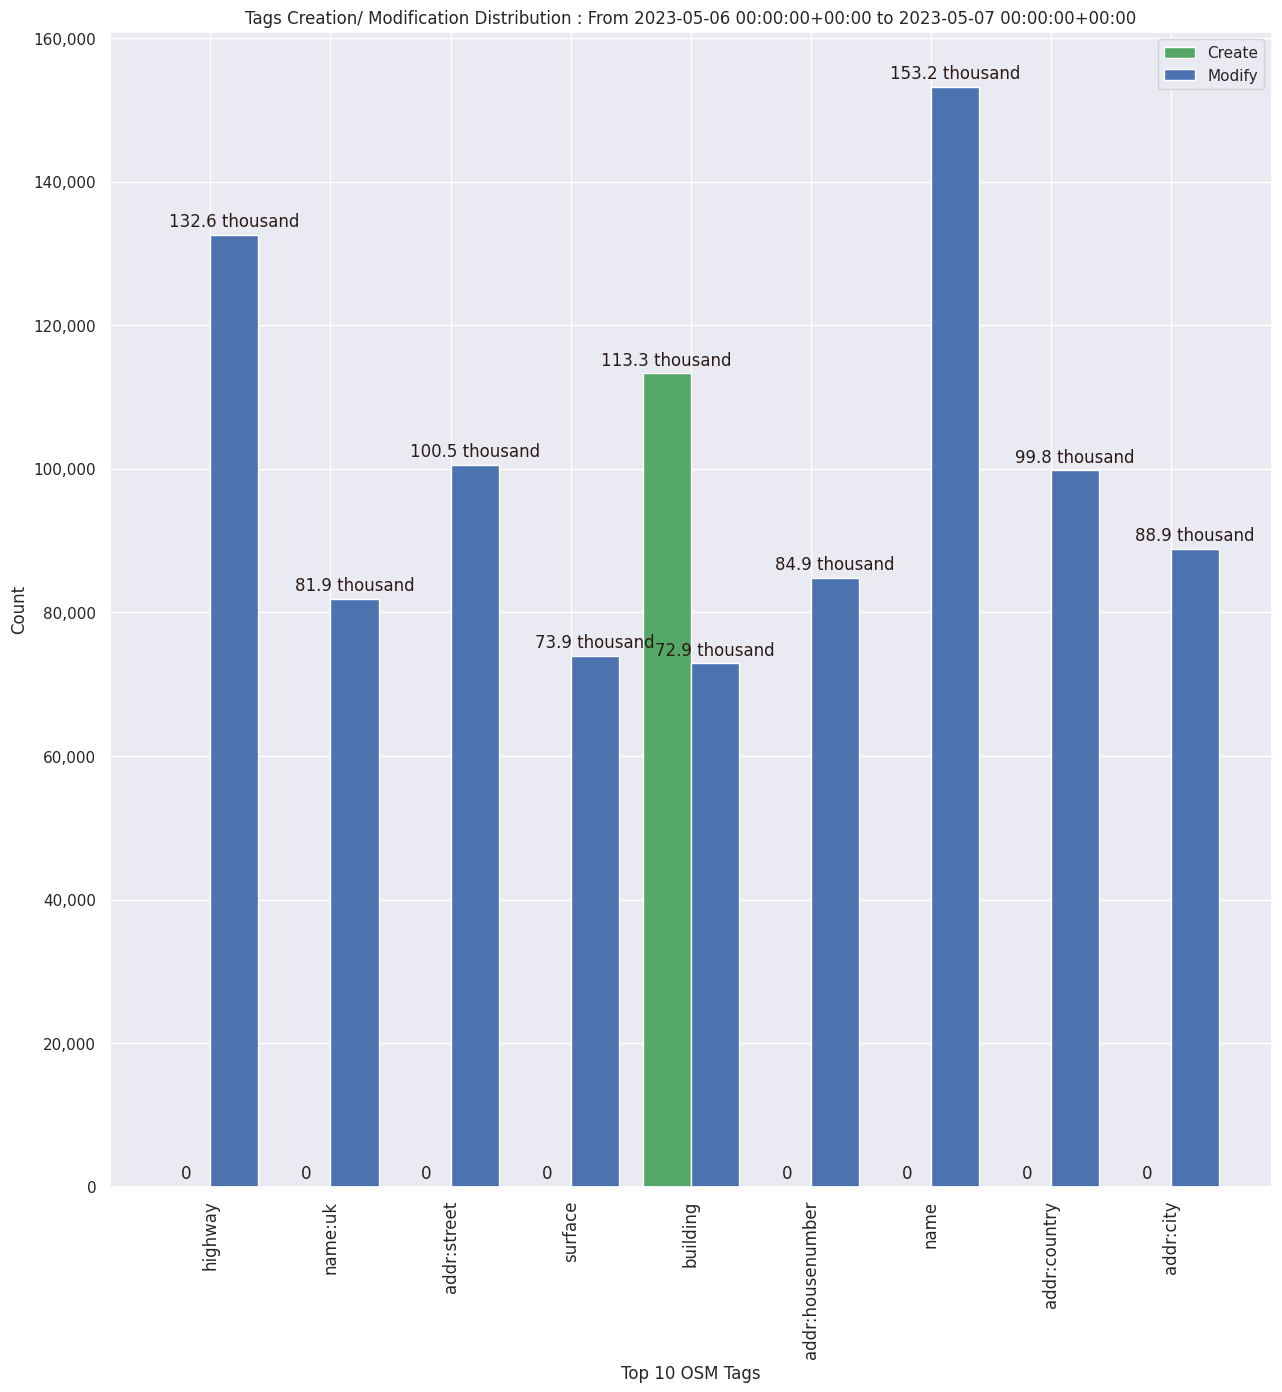 Tags Creation/ Modification Distribution : From 2023-05-06 00:00:00+00:00 to 2023-05-07 00:00:00+00:00
Create
Modify
160,000
140,000
120,000
100,000
80,000
60,000
40,000
20,000
0
Count
153.2 thousand
132.6 thousand
113.3 thousand
100.5 thousand
99.8 thousand
88.9 thousand
84.9 thousand
81.9 thousand
73.9 thousand
72.9 thousand
0
0
0
0
0
0
0
0
highway
name:uk
addr:street
surface
building
addr:housenumber
name
addr:country
addr:city
Top 10 OSM Tags